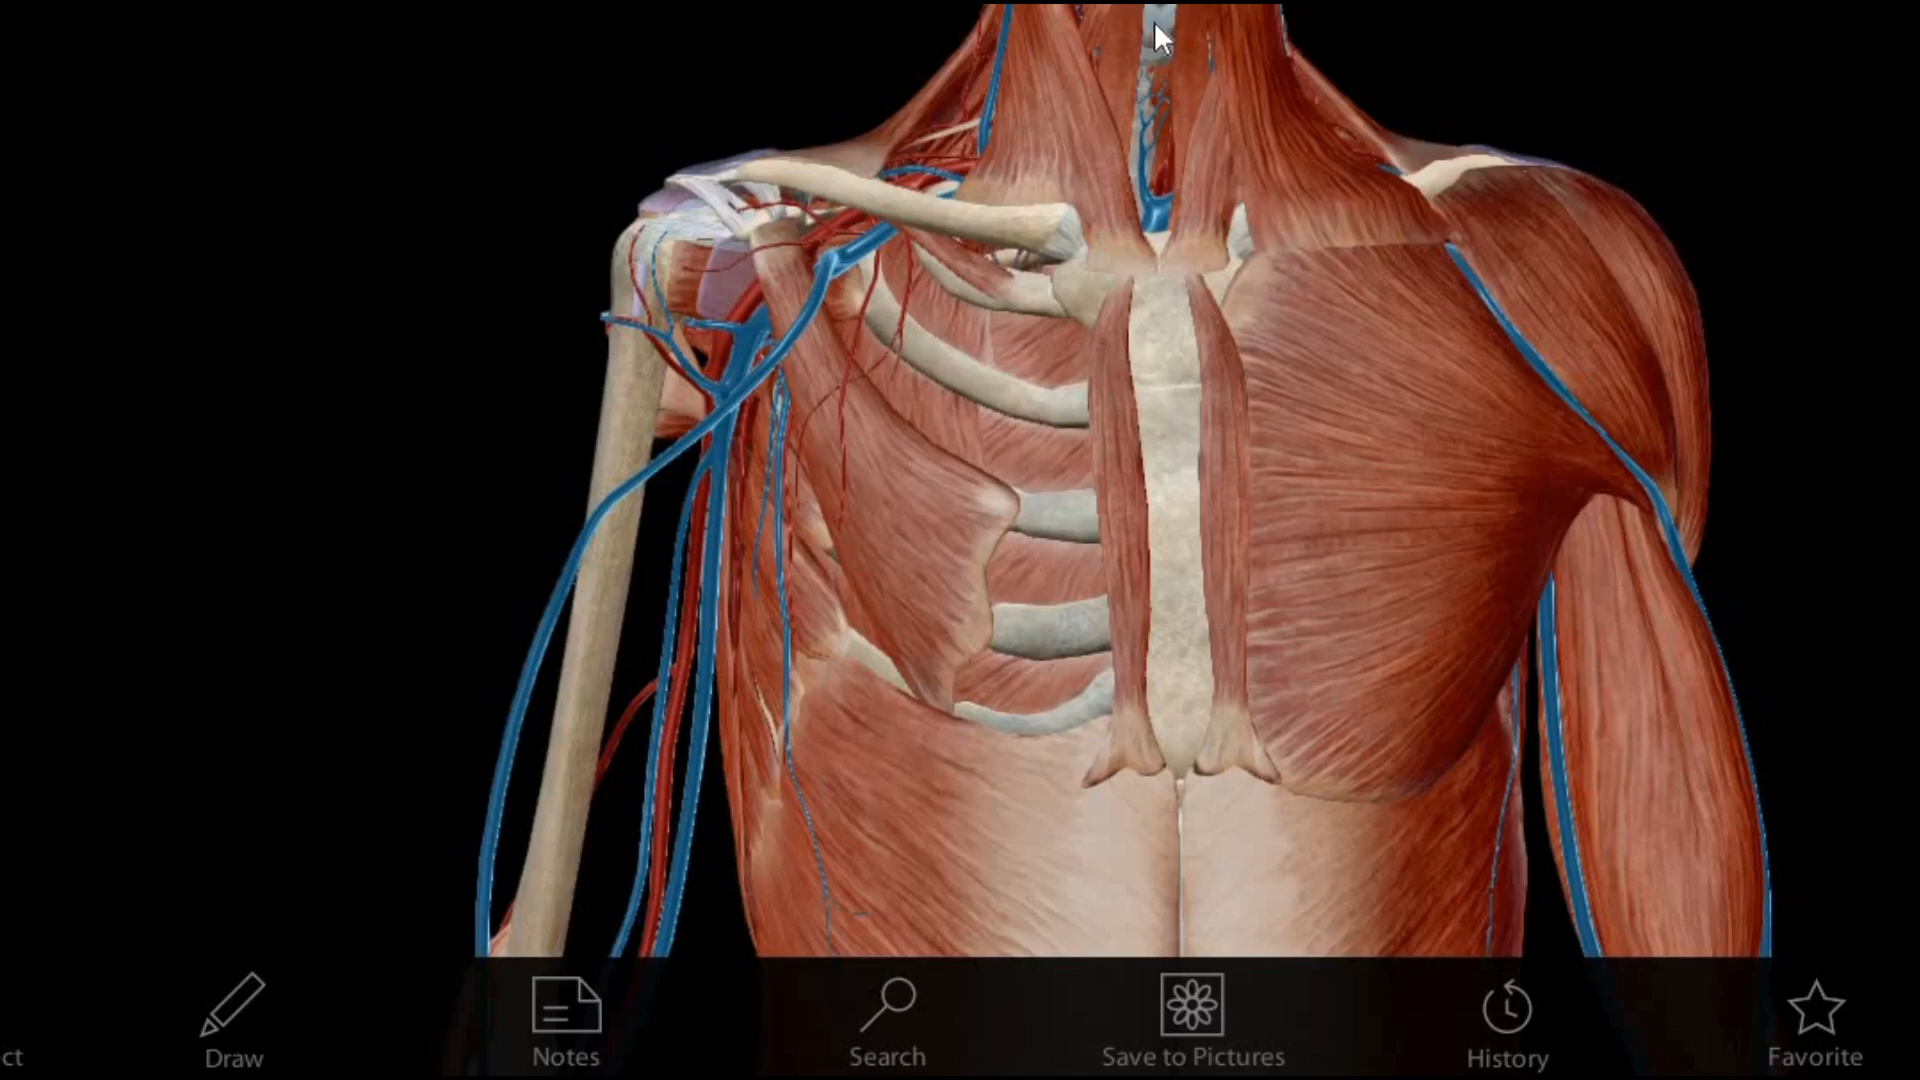 ct
Draw
Notes
Search
Save to Pictures
History
Favorite